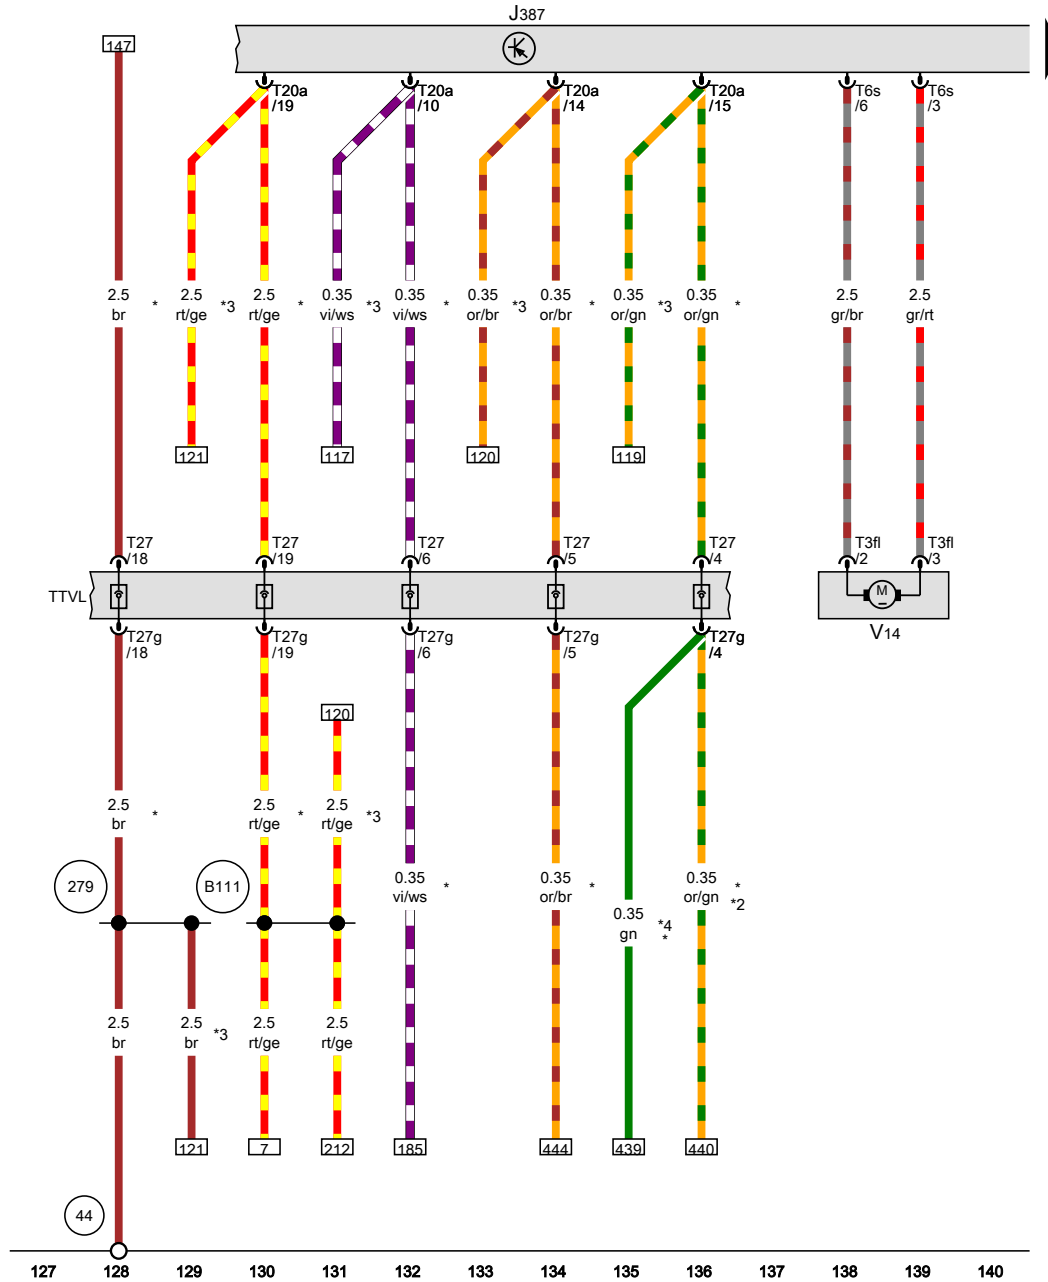 J387
147
T20a
/19
T20a
/10
T20a
/14
T20a
/15
T6s
/6
T6s
/3
2.5
br
*
2.5
rt/ge
*3
2.5
rt/ge
*
0.35
vi/ws
*3
0.35
vi/ws
*
0.35
or/br
*3
0.35
or/br
*
0.35
or/gn
*3
0.35
or/gn
*
2.5
gr/br
2.5
gr/rt
121
117
120
119
T27
/18
T27
/19
T27
/6
T27
/5
T27
/4
T3fl
/2
T3fl
/3
TTVL
M
V14
T27g
/18
T27g
/19
T27g
/6
T27g
/5
T27g
/4
120
2.5
br
*
2.5
rt/ge
*
2.5
rt/ge
*3
279
B111
0.35
vi/ws
*
0.35
or/br
*
0.35
gn
*4
*
0.35
or/gn
*
*2
2.5
br
2.5
br
*3
2.5
rt/ge
2.5
rt/ge
121
7
212
185
444
439
440
44
127 128 129 130 131 132 133 134 135 136 137 138 139 140